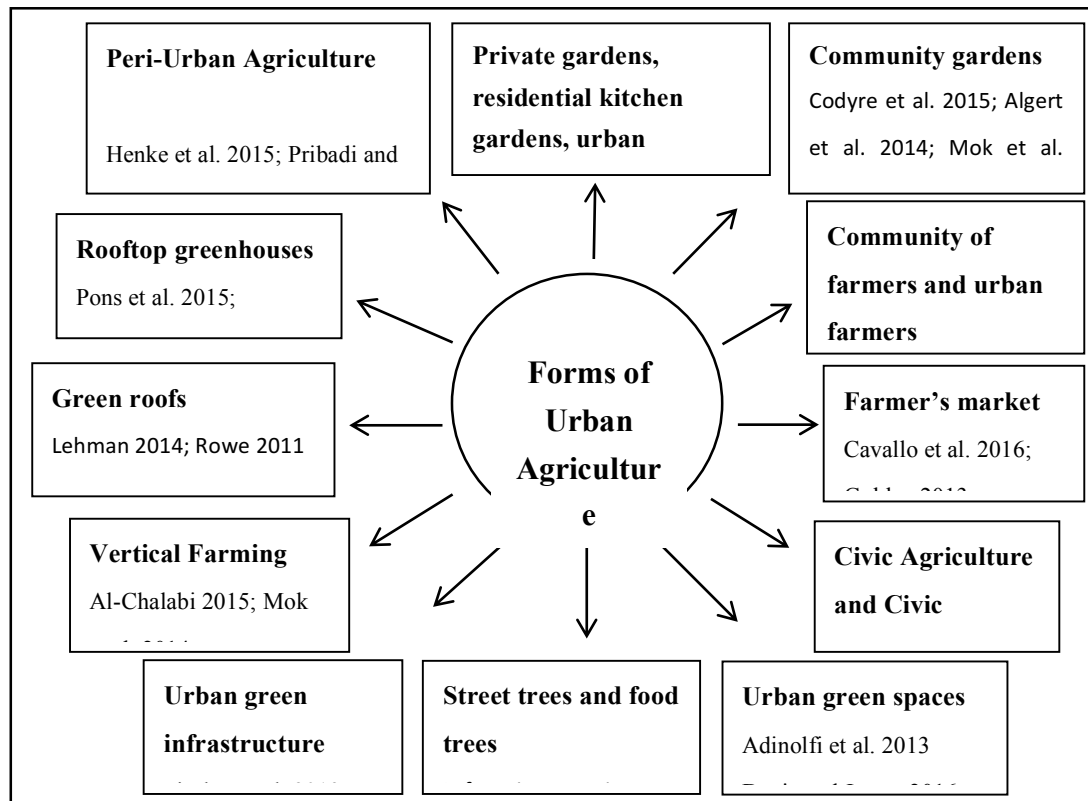 Peri-Urban Agriculture
Henke et al. 2015; Pribadi and
Private gardens,
residential kitchen
gardens, urban
Community gardens
Codyre et al. 2015; Algert
et al. 2014; Mok et al.
Rooftop greenhouses
Pons et al. 2015;
Community of
farmers and urban
farmers
Forms of
Urban
Agricultur
e
Green roofs
Lehman 2014; Rowe 2011
Farmer’s market
Cavallo et al. 2016;
Vertical Farming
Al-Chalabi 2015; Mok
Civic Agriculture
and Civic
Urban green
infrastructure
Street trees and food
trees
Urban green spaces
Adinolfi et al. 2013